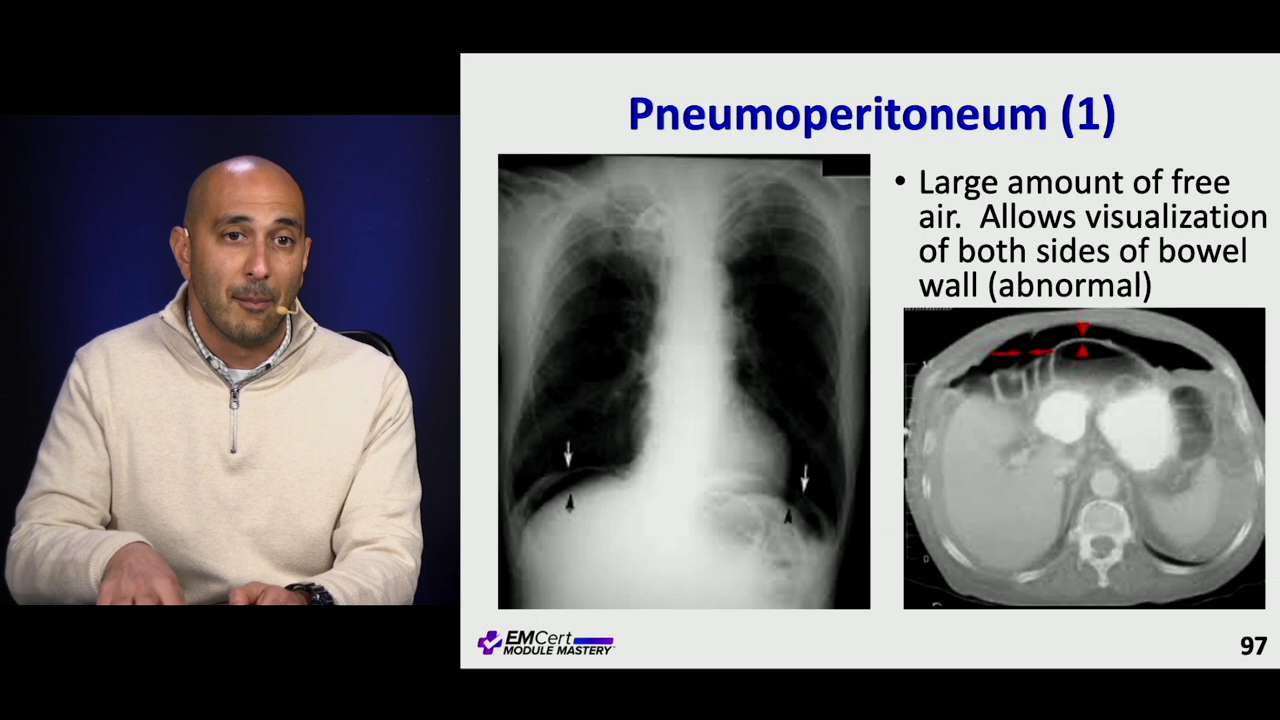 Pneumoperitoneum (1)
• Large amount of free
air.  Allows visualization
of both sides of bowel
wall (abnormal)
EMCert
MODULE MASTERY
97